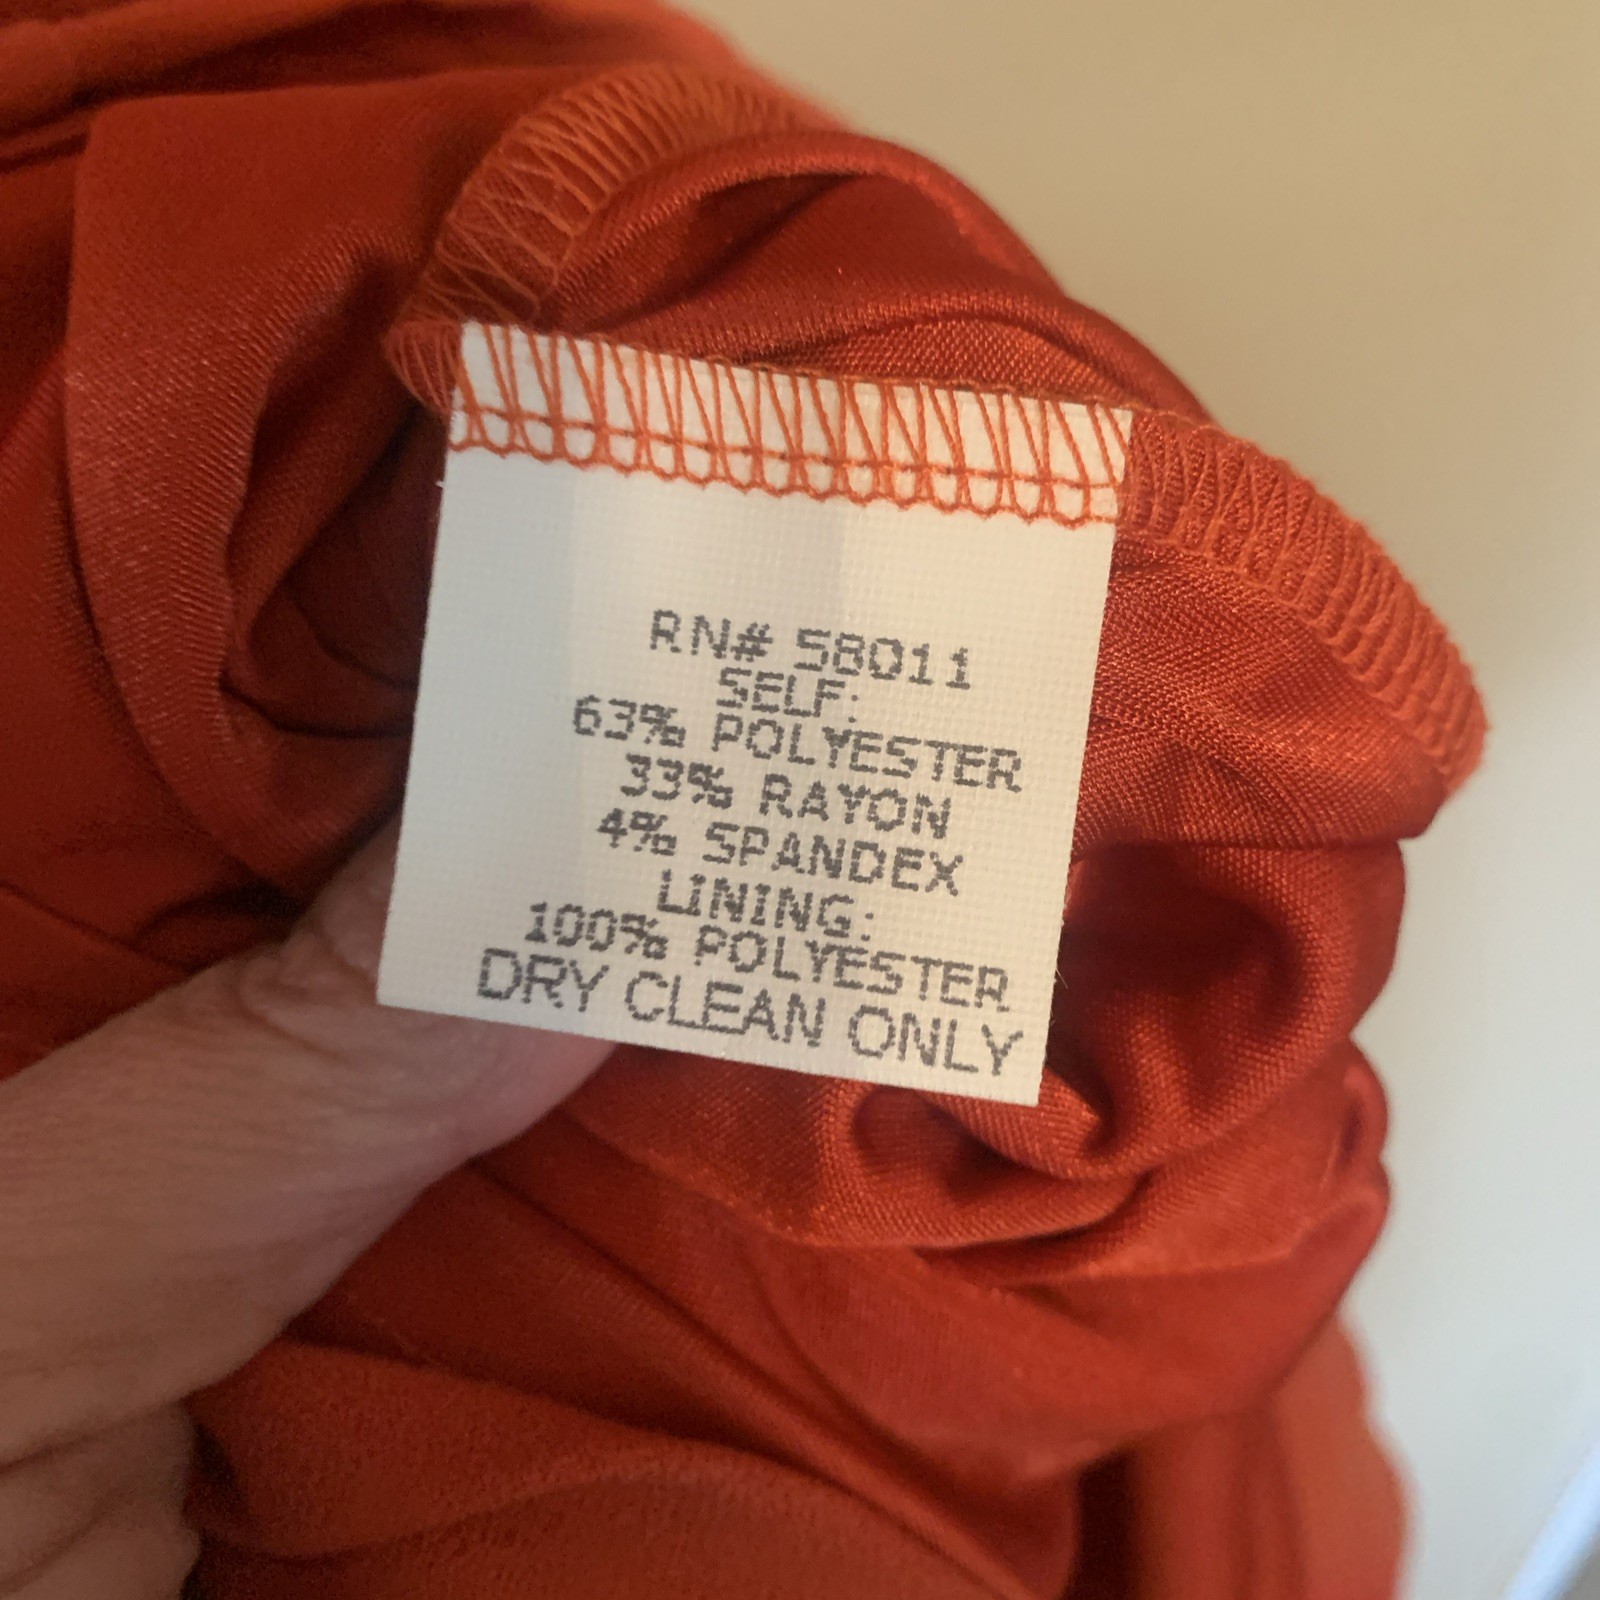 RN# 58011
SELF:
63% POLYESTER
33% RAYON
4% SPANDEX
LINING:
100% POLYESTER
DRY CLEAN ONLY